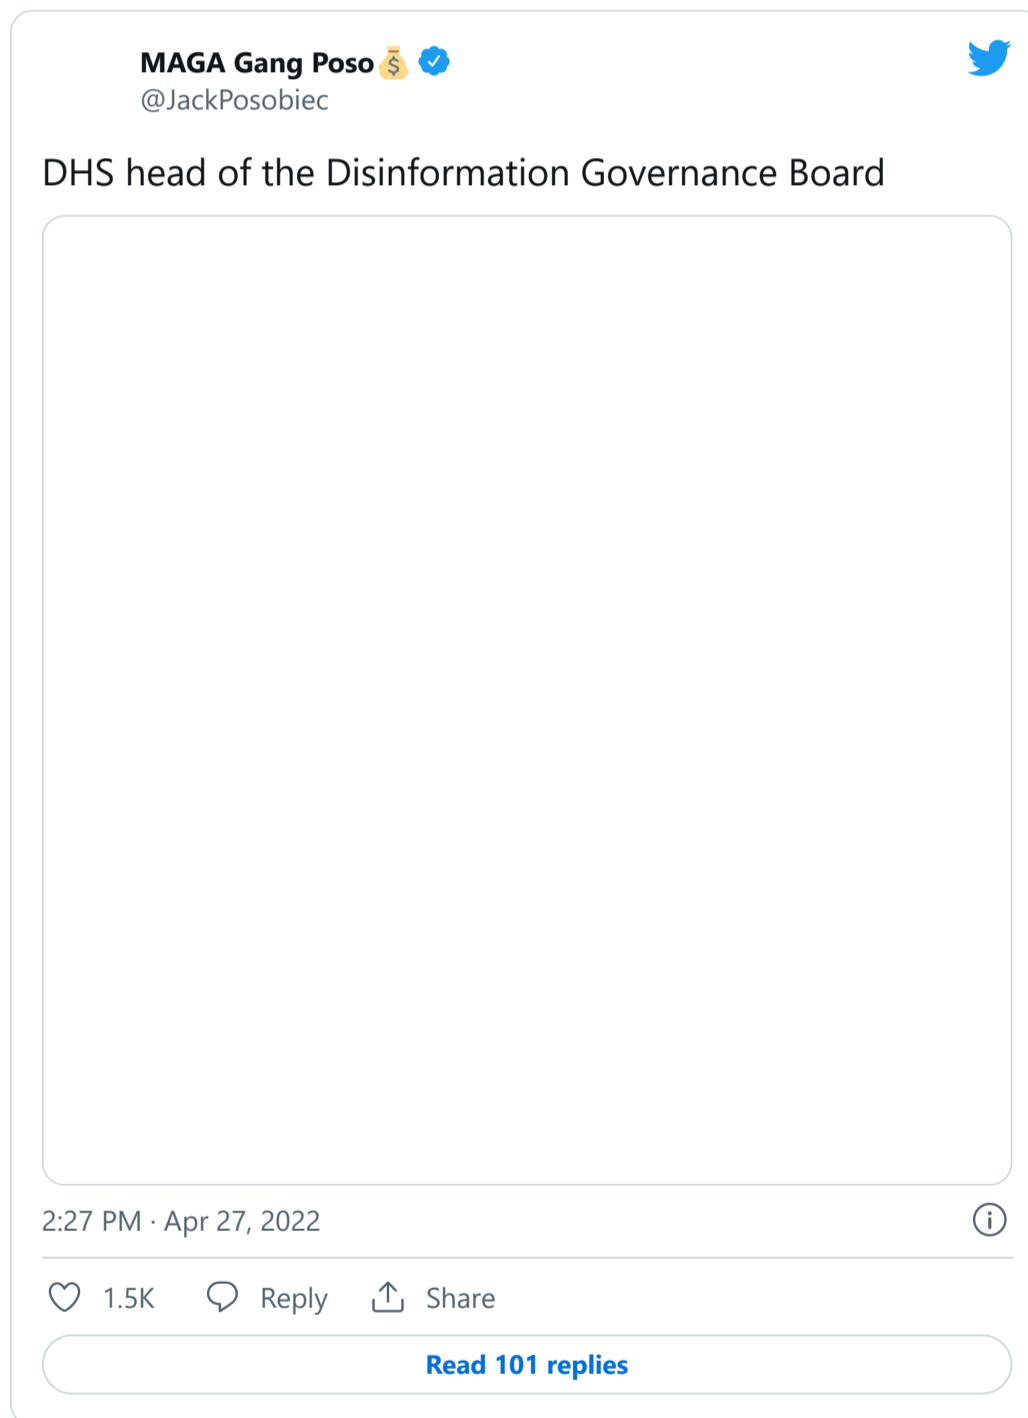 MAGA Gang Poso💰
@JackPosobiec
DHS head of the Disinformation Governance Board
2:27 PM · Apr 27, 2022
1.5K Reply Share
Read 101 replies